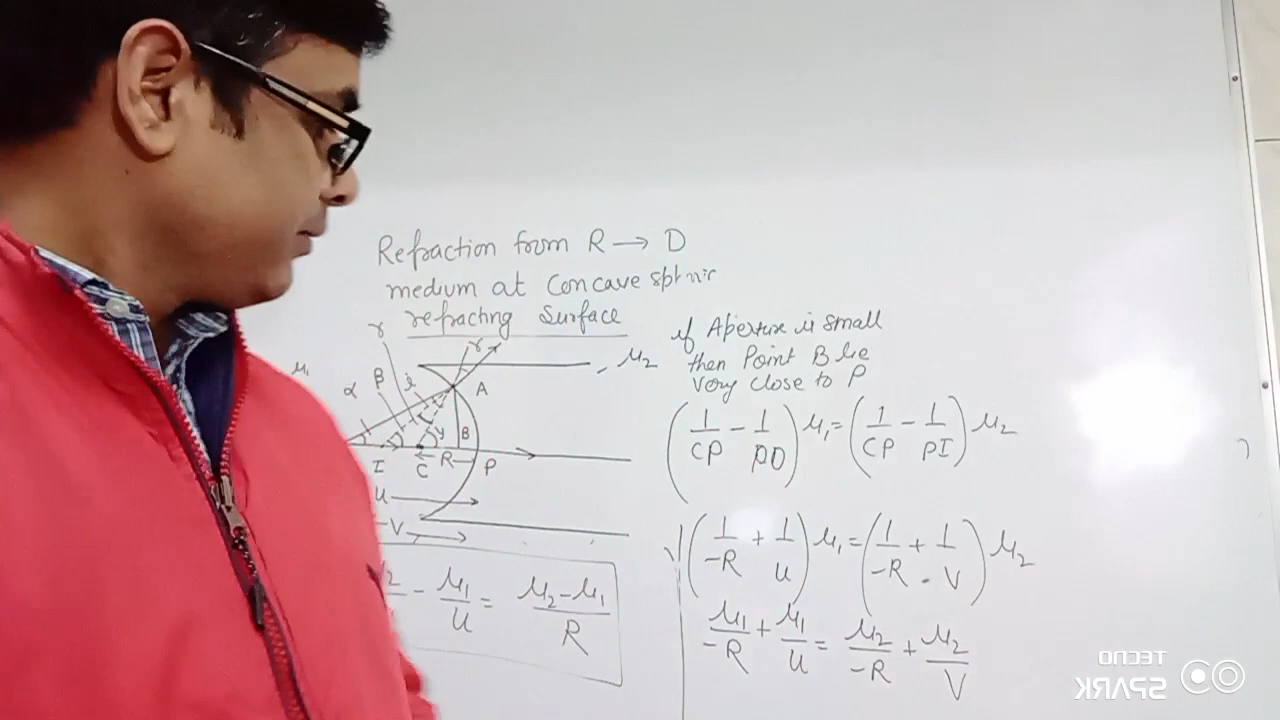 Refraction from R → D
medium at Concave
refracting Surface
if Aperture is small
then Point B lie
very close to P
μ₁
μ₂
α
β
γ
i
r
A
y
B
I
C
R
P
u
-V
(1/CP - 1/PO) μ₁ = (1/CP - 1/PI) μ₂
(1/-R + 1/u) μ₁ = (1/-R + 1/V) μ₂
μ₁/-R + μ₁/u = μ₂/-R + μ₂/V
- μ₁/u = μ₂-μ₁/R
TECNO
SPARK